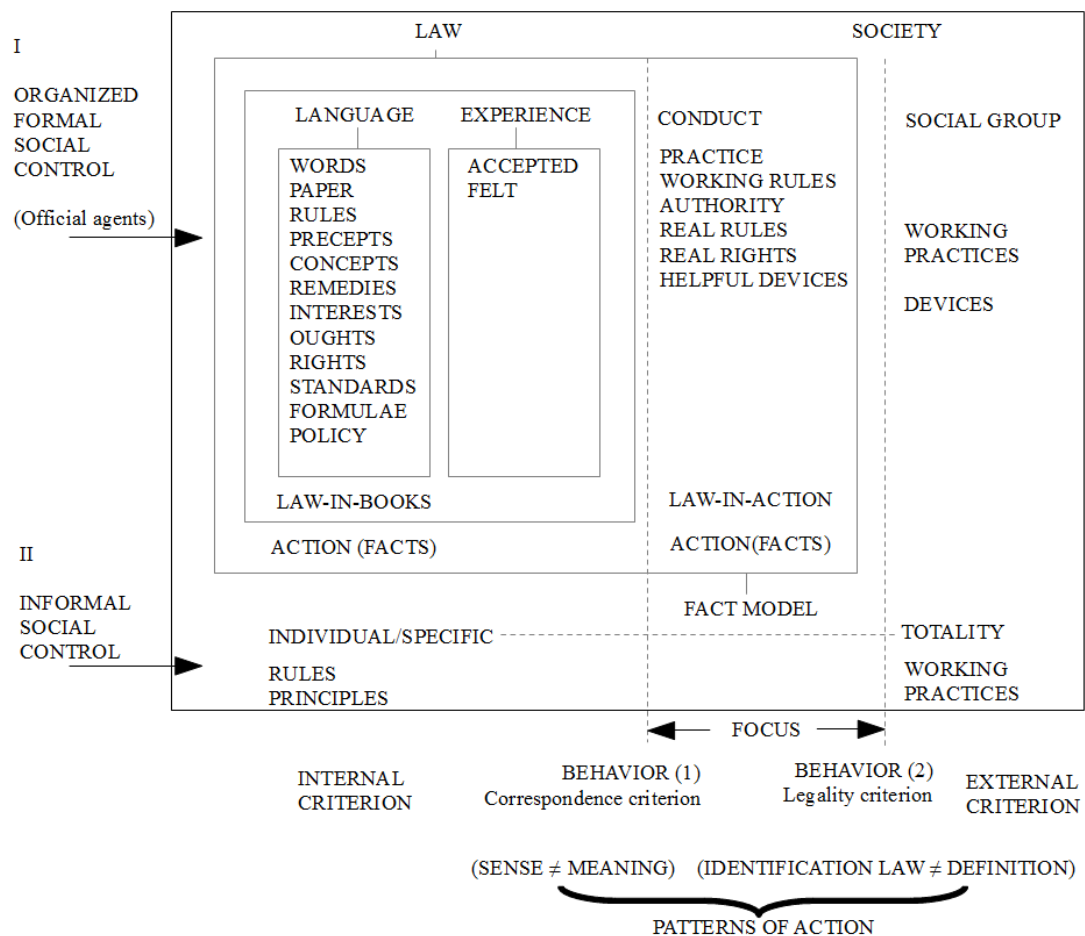 LAW
SOCIETY
I
ORGANIZED
FORMAL
SOCIAL
CONTROL
(Official agents)
LANGUAGE
WORDS
PAPER
RULES
PRECEPTS
CONCEPTS
REMEDIES
INTERESTS
OUGHTS
RIGHTS
STANDARDS
FORMULAE
POLICY
EXPERIENCE
ACCEPTED
FELT
LAW-IN-BOOKS
ACTION (FACTS)
CONDUCT
PRACTICE
WORKING RULES
AUTHORITY
REAL RULES
REAL RIGHTS
HELPFUL DEVICES
LAW-IN-ACTION
ACTION(FACTS)
SOCIAL GROUP
WORKING
PRACTICES
DEVICES
FACT MODEL
II
INFORMAL
SOCIAL
CONTROL
INDIVIDUAL/SPECIFIC
RULES
PRINCIPLES
TOTALITY
WORKING
PRACTICES
FOCUS
INTERNAL
CRITERION
BEHAVIOR (1)
Correspondence criterion
BEHAVIOR (2)
Legality criterion
EXTERNAL
CRITERION
(SENSE ≠ MEANING)
(IDENTIFICATION LAW ≠ DEFINITION)
PATTERNS OF ACTION